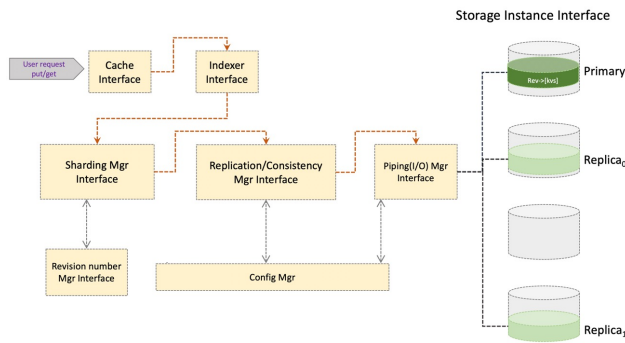 Storage Instance Interface
User request
put/get
Cache
Interface
Indexer
Interface
Primary
Rev->[kvs]
Sharding Mgr
Interface
Replication/Consistency
Mgr Interface
Piping(I/O) Mgr
Interface
Replica0
Revision number
Mgr Interface
Config Mgr
Replica1